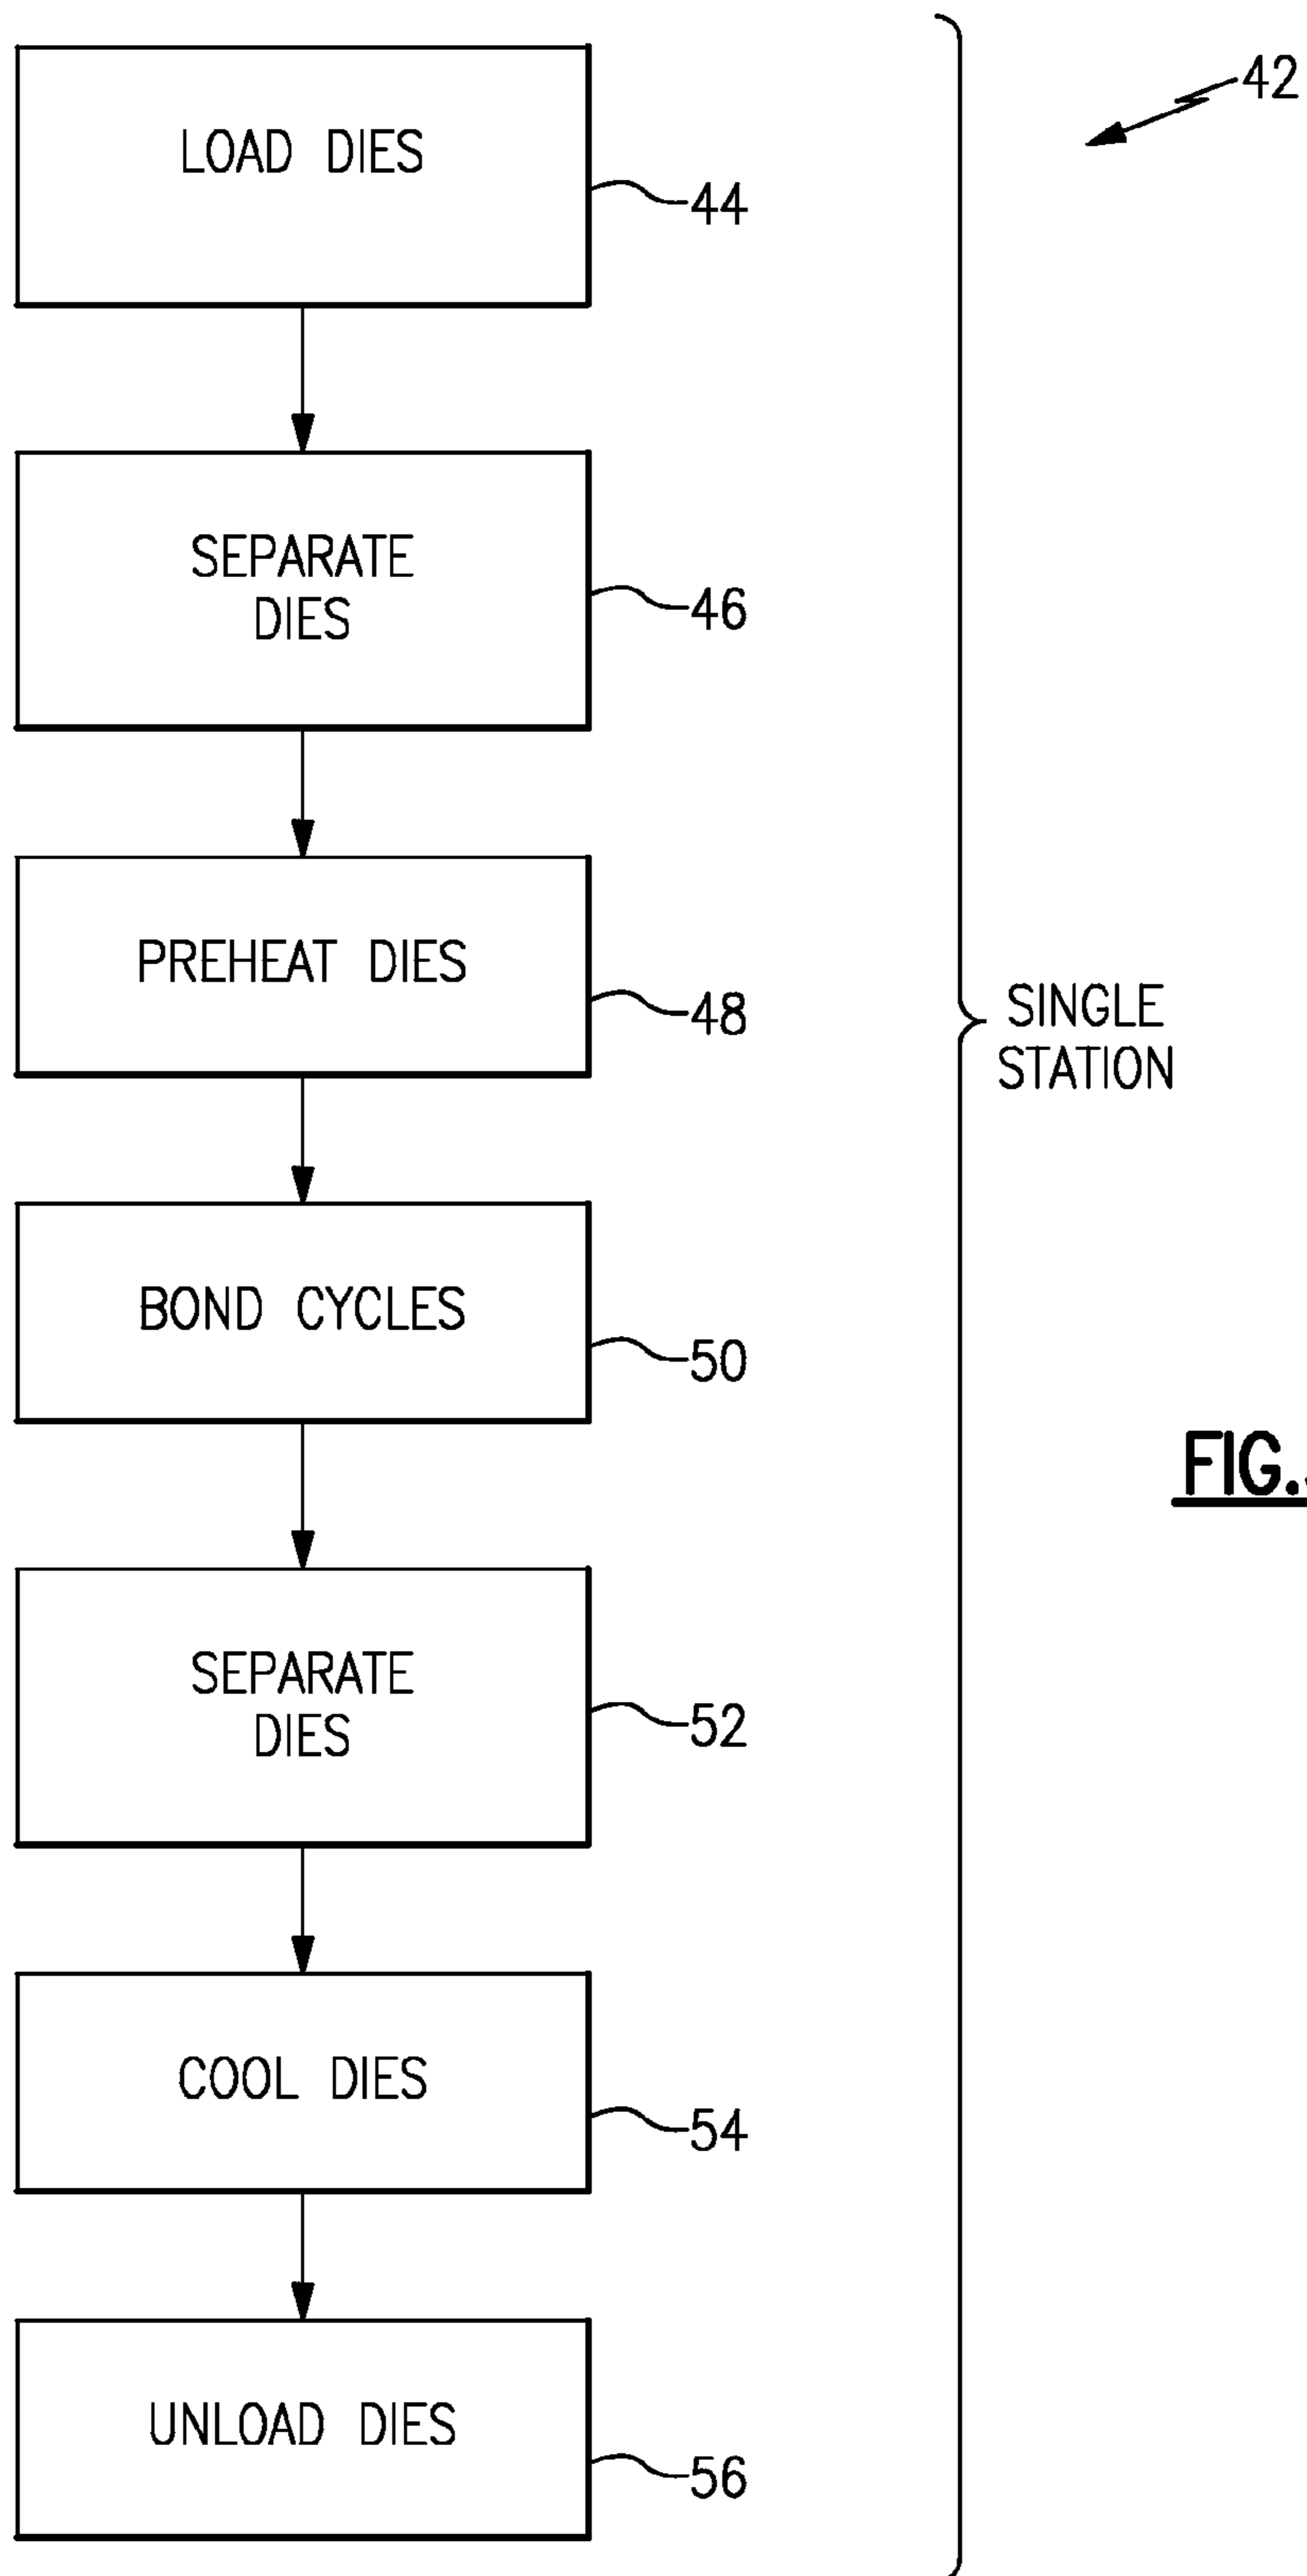 42
LOAD DIES
44
SEPARATE
DIES
46
PREHEAT DIES
48
SINGLE
STATION
BOND CYCLES
50
FIG.
SEPARATE
DIES
52
COOL DIES
54
UNLOAD DIES
56